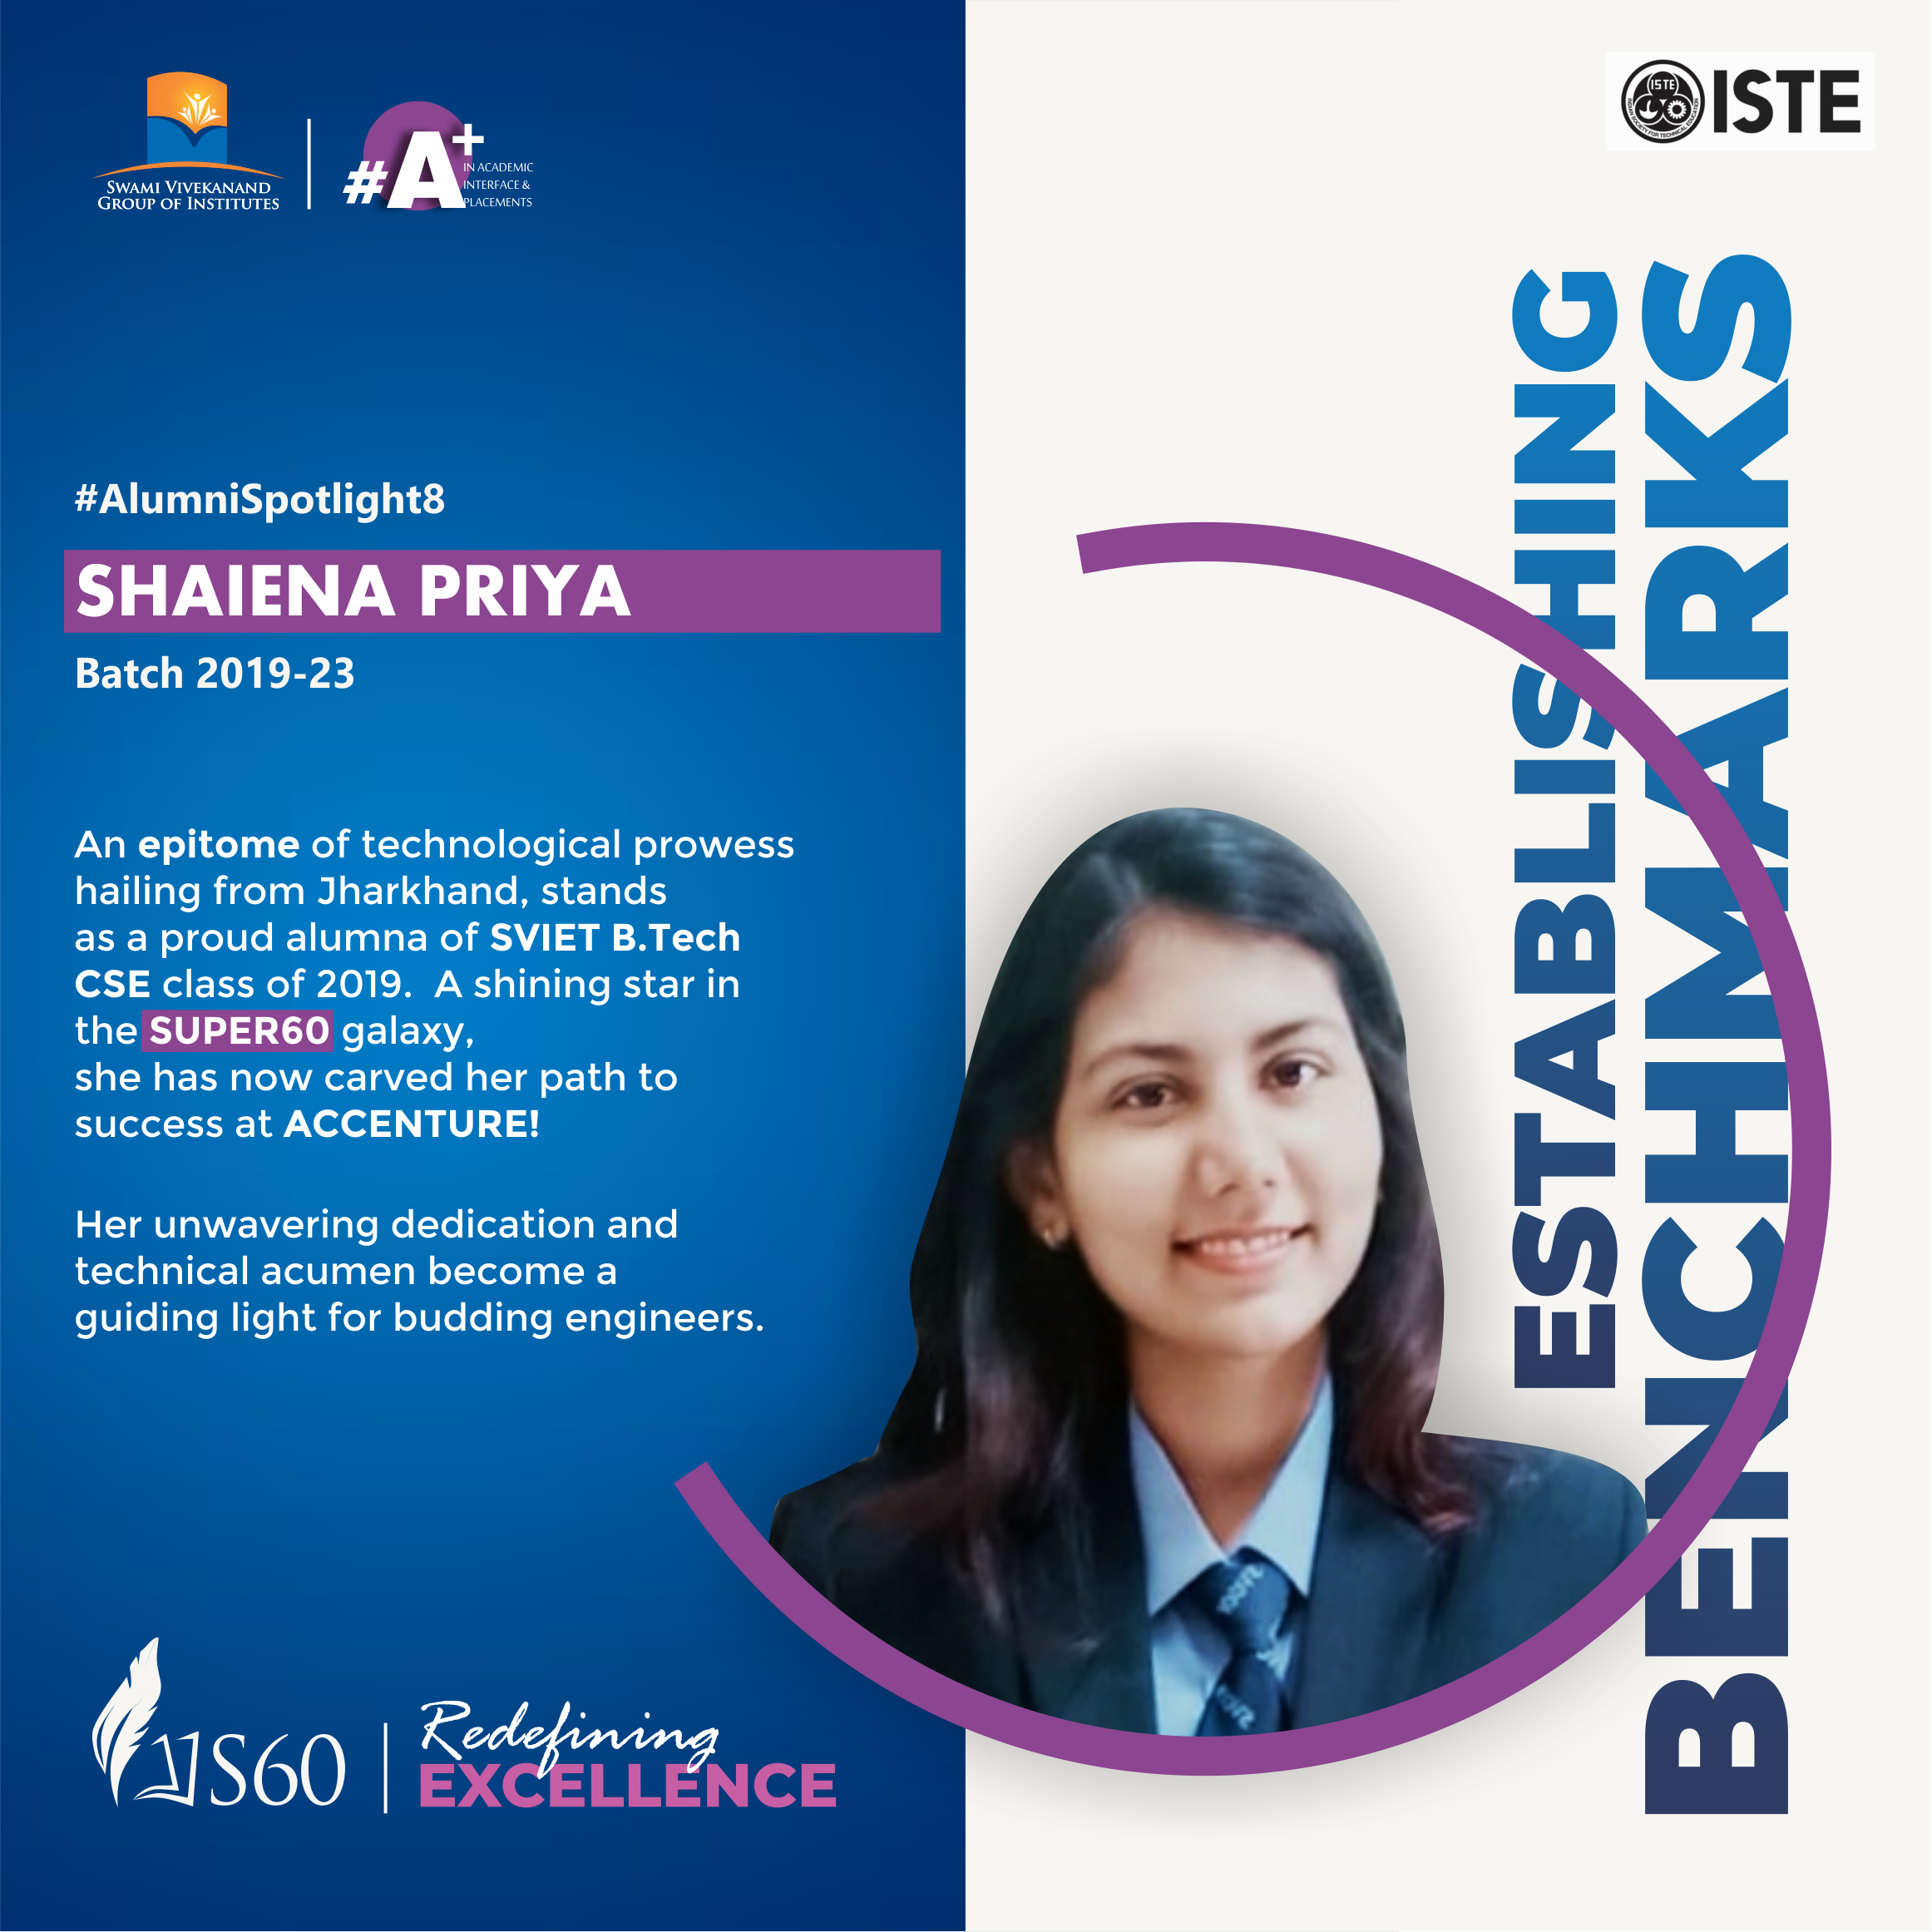 SWAMI VIVEKANAND
GROUP OF INSTITUTES
#A+
IN ACADEMIC
INTERFACE &
PLACEMENTS
ISTE
ISTE
#AlumniSpotlight8
SHAIENA PRIYA
Batch 2019-23
An epitome of technological prowess
hailing from Jharkhand, stands
as a proud alumna of SVIET B.Tech
CSE class of 2019. A shining star in
the SUPER60 galaxy,
she has now carved her path to
success at ACCENTURE!
Her unwavering dedication and
technical acumen become a
guiding light for budding engineers.
ESTABLISHING
BENCHMARKS
S60
Redefining
EXCELLENCE